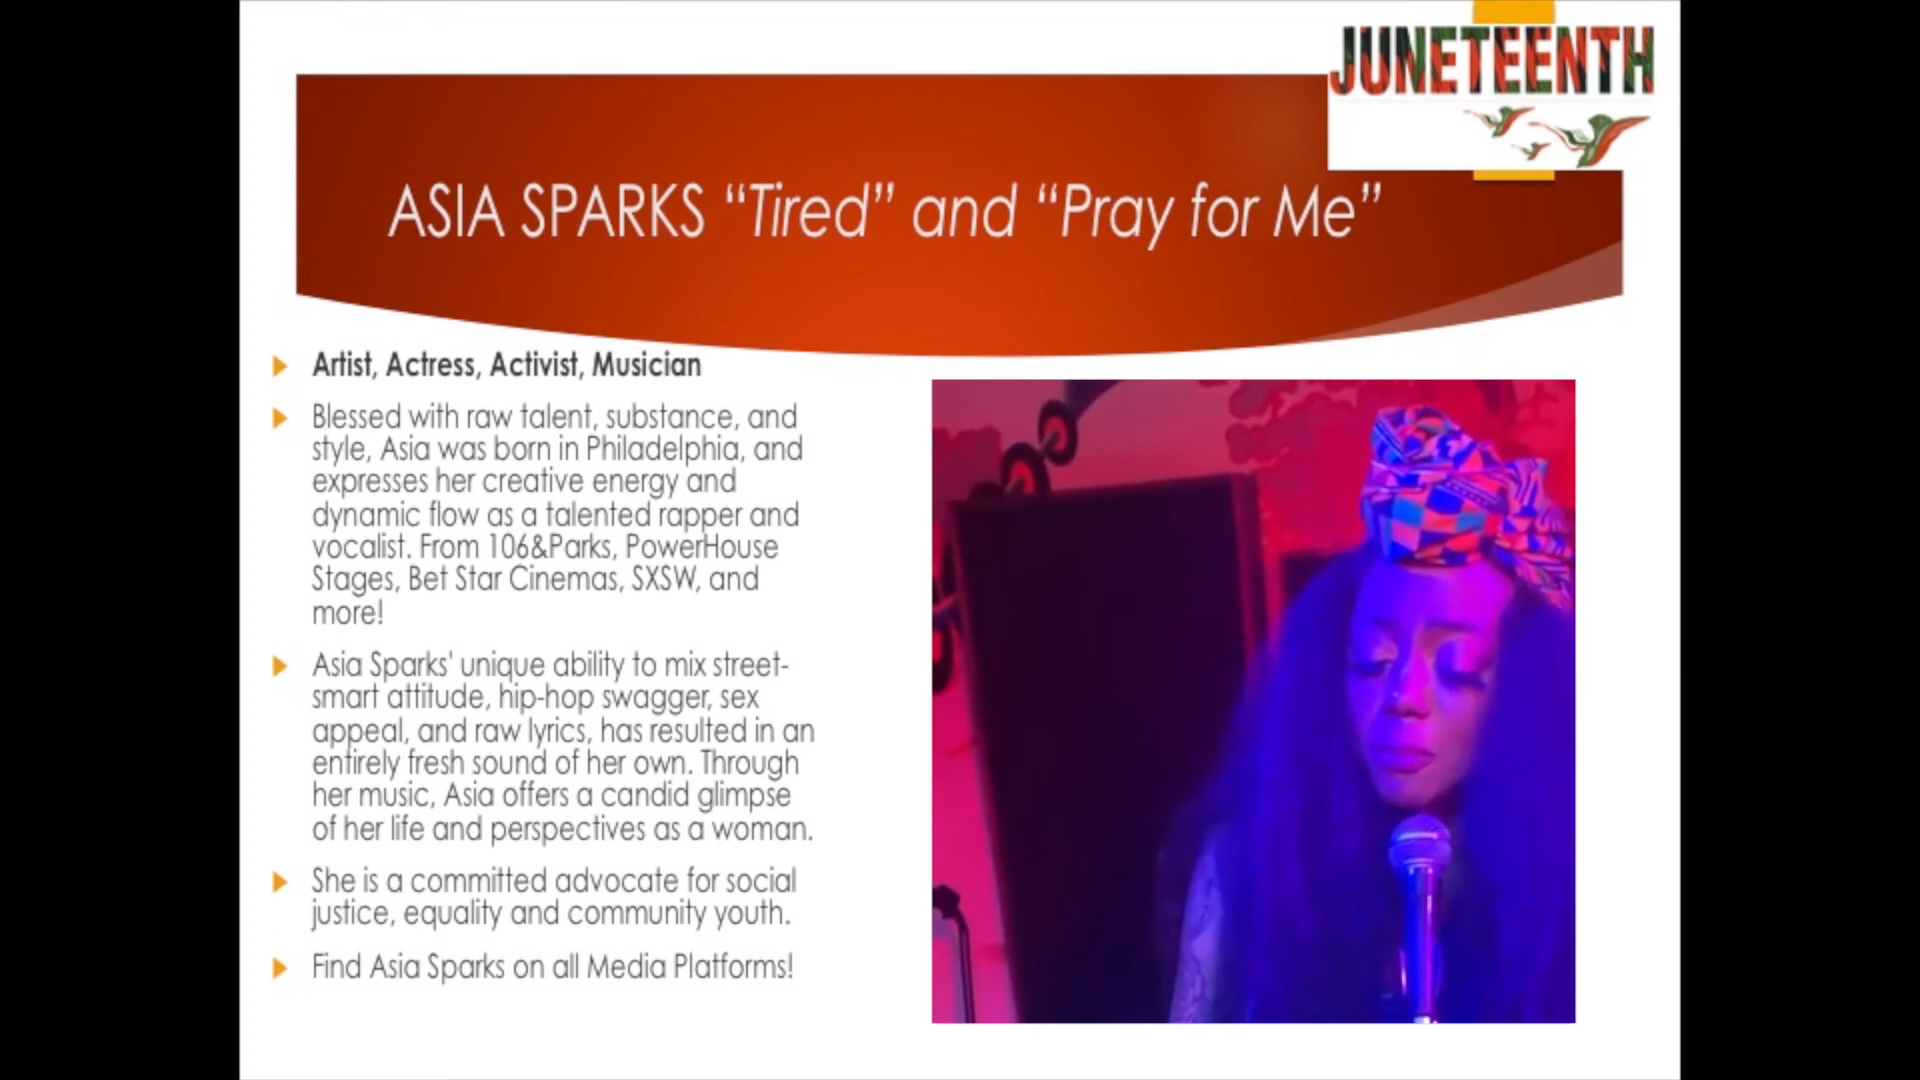 JUNETEENTH
ASIA SPARKS “Tired” and “Pray for Me”
Artist, Actress, Activist, Musician
Blessed with raw talent, substance, and
style, Asia was born in Philadelphia, and
expresses her creative energy and
dynamic flow as a talented rapper and
vocalist. From 106&Parks, PowerHouse
Stages, Bet Star Cinemas, SXSW, and
more!
Asia Sparks' unique ability to mix street-
smart attitude, hip-hop swagger, sex
appeal, and raw lyrics, has resulted in an
entirely fresh sound of her own. Through
her music, Asia offers a candid glimpse
of her life and perspectives as a woman.
She is a committed advocate for social
justice, equality and community youth.
Find Asia Sparks on all Media Platforms!